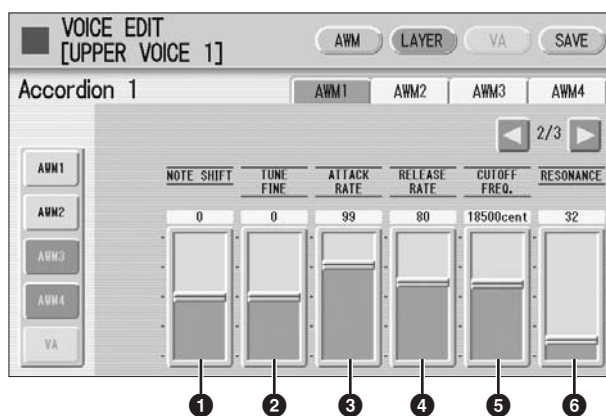 VOICE EDIT
[UPPER VOICE 1]
AWM LAYER VA SAVE
Accordion 1
AWM1 AWM2 AWM3 AWM4
2/3
AWM1
AWM2
AWM3
AWM4
VA
NOTE SHIFT
TUNE FINE
ATTACK RATE
RELEASE RATE
CUTOFF FREQ.
RESONANCE
0 0 99 80 18500cent 32
1 2 3 4 5 6